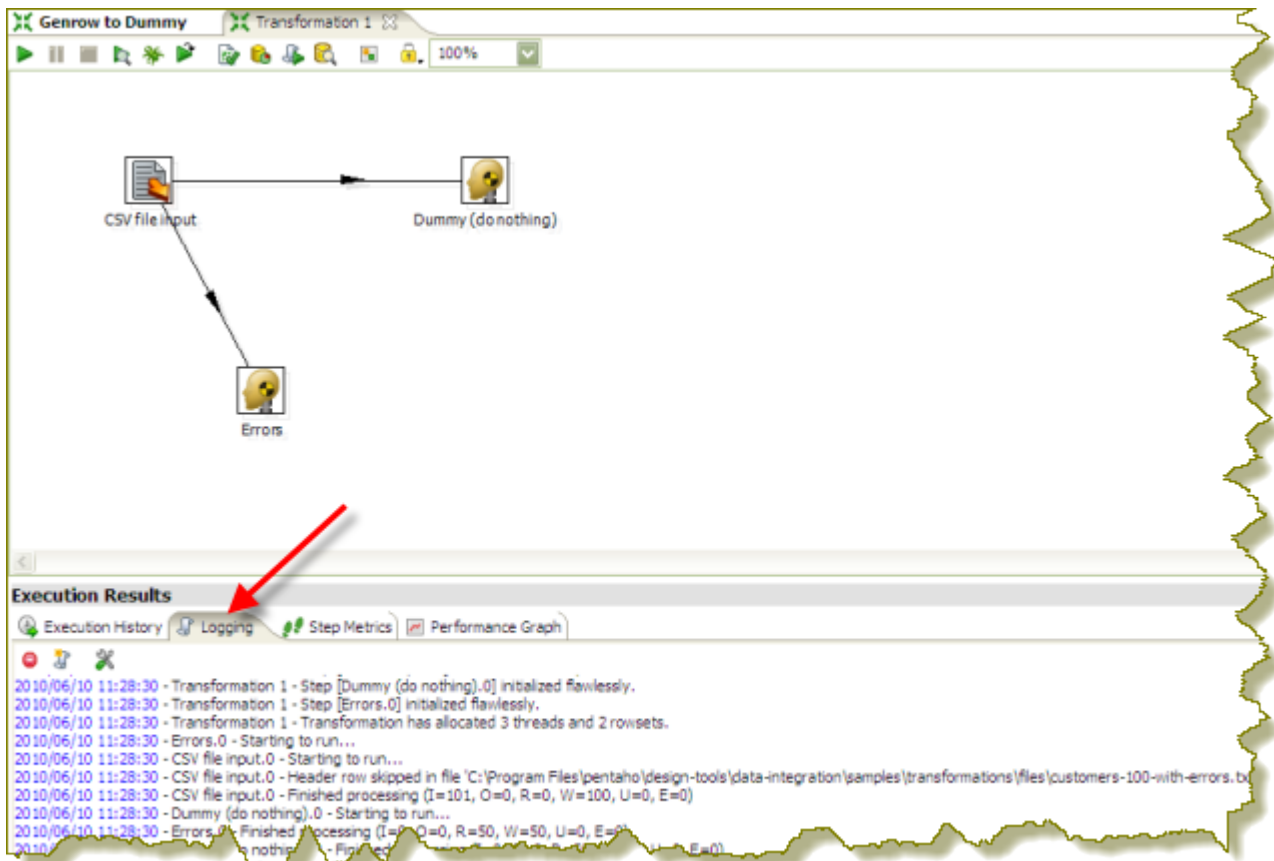 Genrow to Dummy
Transformation 1
100%
CSV file input
Dummy (do nothing)
Errors
Execution Results
Execution History
Logging
Step Metrics
Performance Graph
2010/06/10 11:28:30 - Transformation 1 - Step [Dummy (do nothing).0] initialized flawlessly.
2010/06/10 11:28:30 - Transformation 1 - Step [Errors.0] initialized flawlessly.
2010/06/10 11:28:30 - Transformation 1 - Transformation has allocated 3 threads and 2 rowsets.
2010/06/10 11:28:30 - Errors.0 - Starting to run...
2010/06/10 11:28:30 - CSV file input.0 - Starting to run...
2010/06/10 11:28:30 - CSV file input.0 - Header row skipped in file 'C:\Program Files\pentaho\design-tools\data-integration\samples\transformations\files\customers-100-with-errors.tx
2010/06/10 11:28:30 - CSV file input.0 - Finished processing (I=101, O=0, R=0, W=100, U=0, E=0)
2010/06/10 11:28:30 - Dummy (do nothing).0 - Starting to run...
2010/06/10 11:28:30 - Errors.0 - Finished processing (I=0, O=0, R=50, W=50, U=0, E=0)